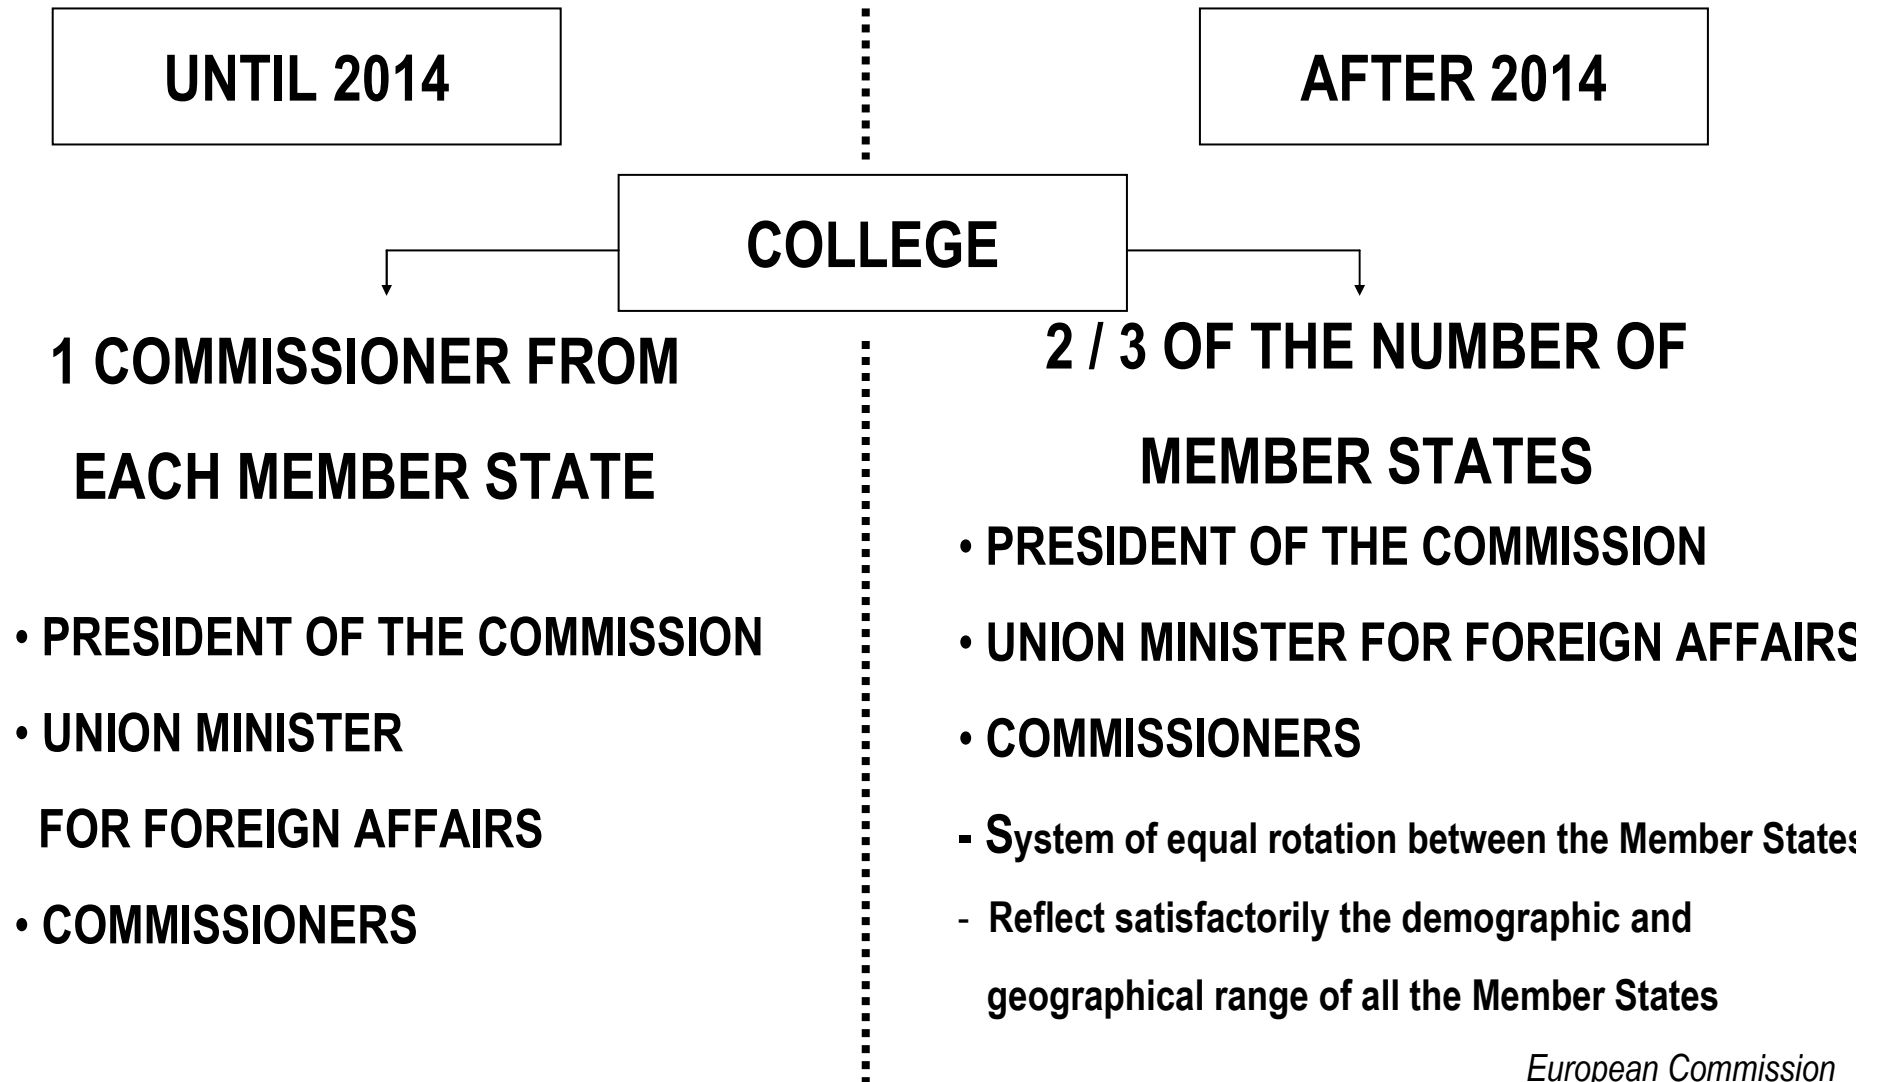 UNTIL 2014
AFTER 2014
COLLEGE
1 COMMISSIONER FROM
EACH MEMBER STATE
• PRESIDENT OF THE COMMISSION
• UNION MINISTER
FOR FOREIGN AFFAIRS
• COMMISSIONERS
2 / 3 OF THE NUMBER OF
MEMBER STATES
• PRESIDENT OF THE COMMISSION
• UNION MINISTER FOR FOREIGN AFFAIRS
• COMMISSIONERS
- System of equal rotation between the Member States
- Reflect satisfactorily the demographic and
geographical range of all the Member States
European Commission